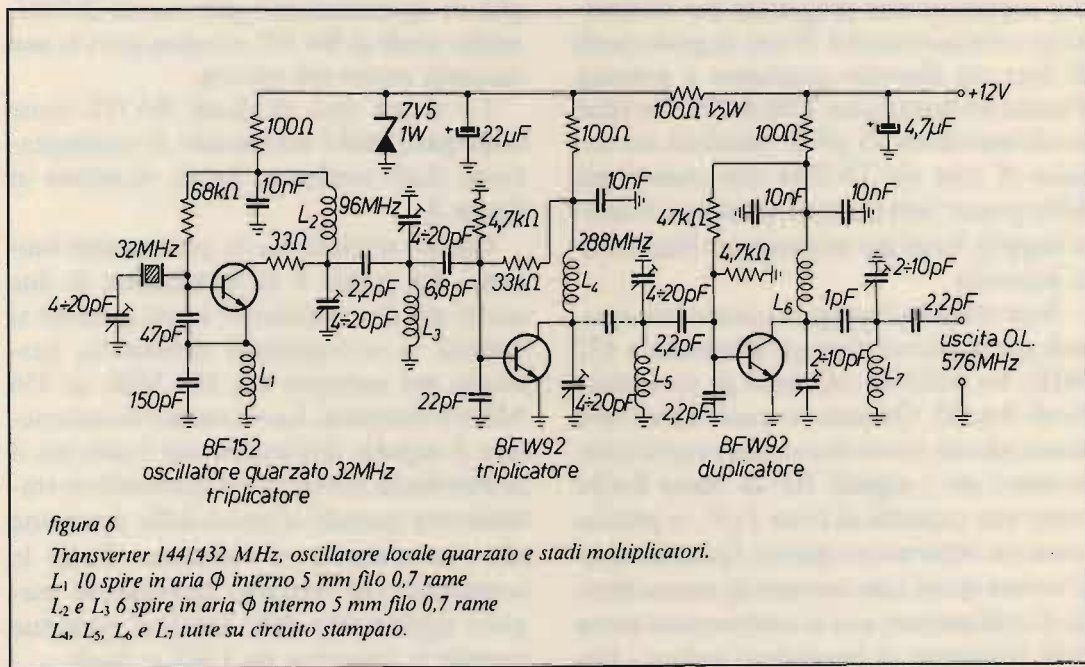 7V5
1W
100Ω ½W
+12V
100Ω
22µF
100Ω
100Ω
4,7µF
68kΩ
10nF
L2
96MHz
4÷20pF
4,7kΩ
10nF
47kΩ
10nF
10nF
32MHz
33Ω
288MHz
4,7kΩ
2÷10pF
4÷20pF
2,2pF
6,8pF
33kΩ
L4
4÷20pF
L6
1pF
2,2pF
47pF
4÷20pF
L3
2,2pF
uscita O.L.
576MHz
150pF
L1
22pF
4÷20pF
L5
2,2pF
2÷10pF
L7
BF152
oscillatore quarzato 32MHz
triplicatore
BFW92
triplicatore
BFW92
duplicatore
figura 6
Transverter 144/432 MHz, oscillatore locale quarzato e stadi moltiplicatori.
L1 10 spire in aria Φ interno 5 mm filo 0,7 rame
L2 e L3 6 spire in aria Φ interno 5 mm filo 0,7 rame
L4, L5, L6 e L7 tutte su circuito stampato.